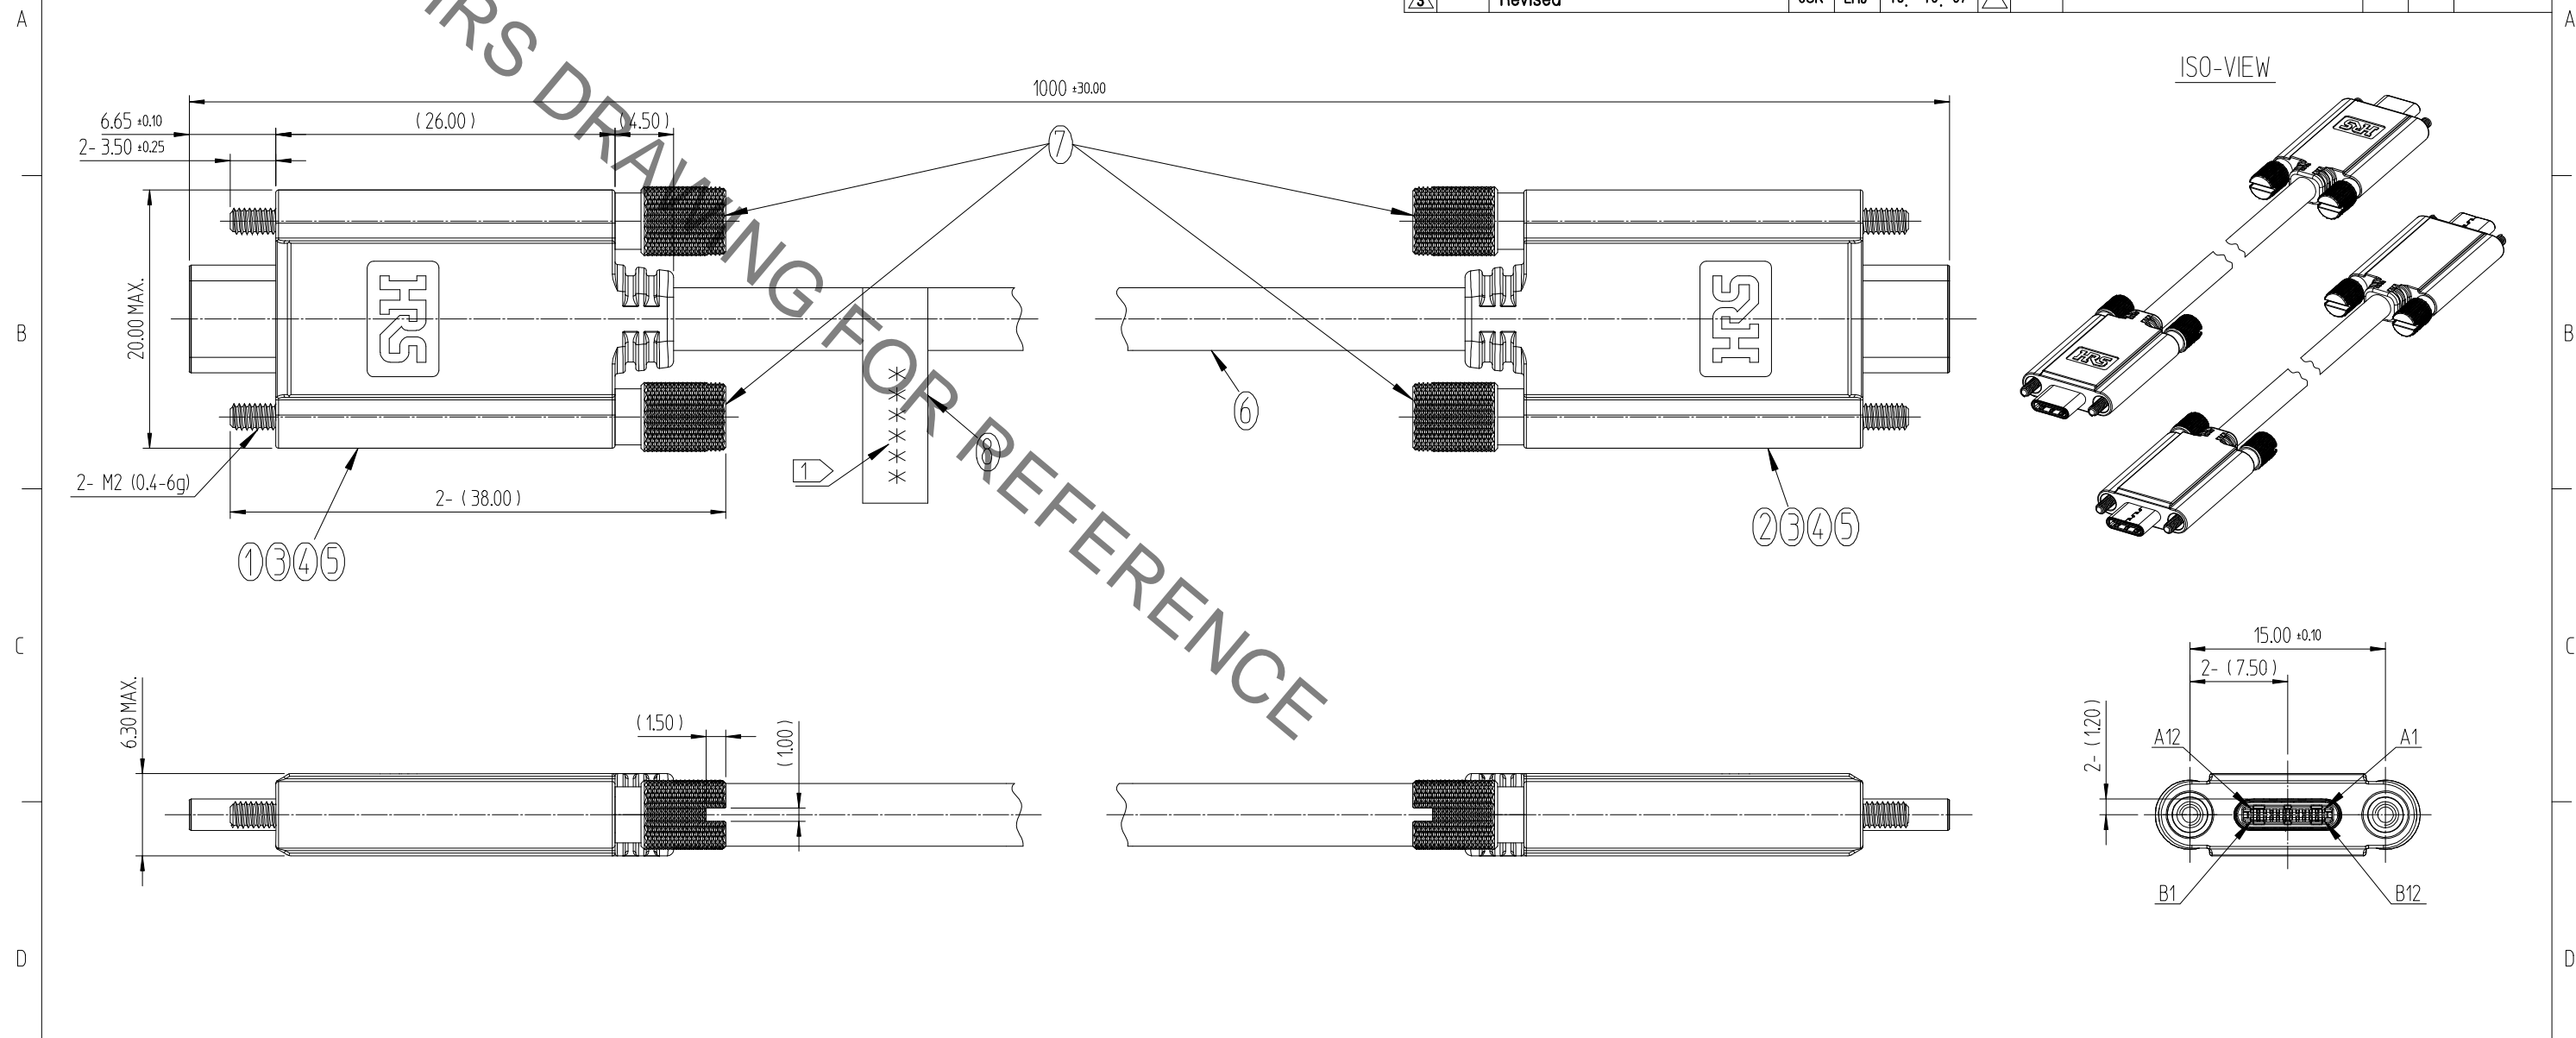 A
3 Revised
A
HRS DRAWING FOR REFERENCE
ISO-VIEW
1000 ±30.00
6.65 ±0.10
(26.00)
(4.50)
2- 3.50 ±0.25
7
HRS
20.00 MAX.
HRS
HRS
HRS
B
B
******
1
8
6
2- M2 (0.4-6g)
2- (38.00)
①③④⑤
②③④⑤
C
C
15.00 ±0.10
2- (7.50)
6.30 MAX.
(1.50)
(1.00)
2- (1.20)
A12
A1
B1
B12
D
D